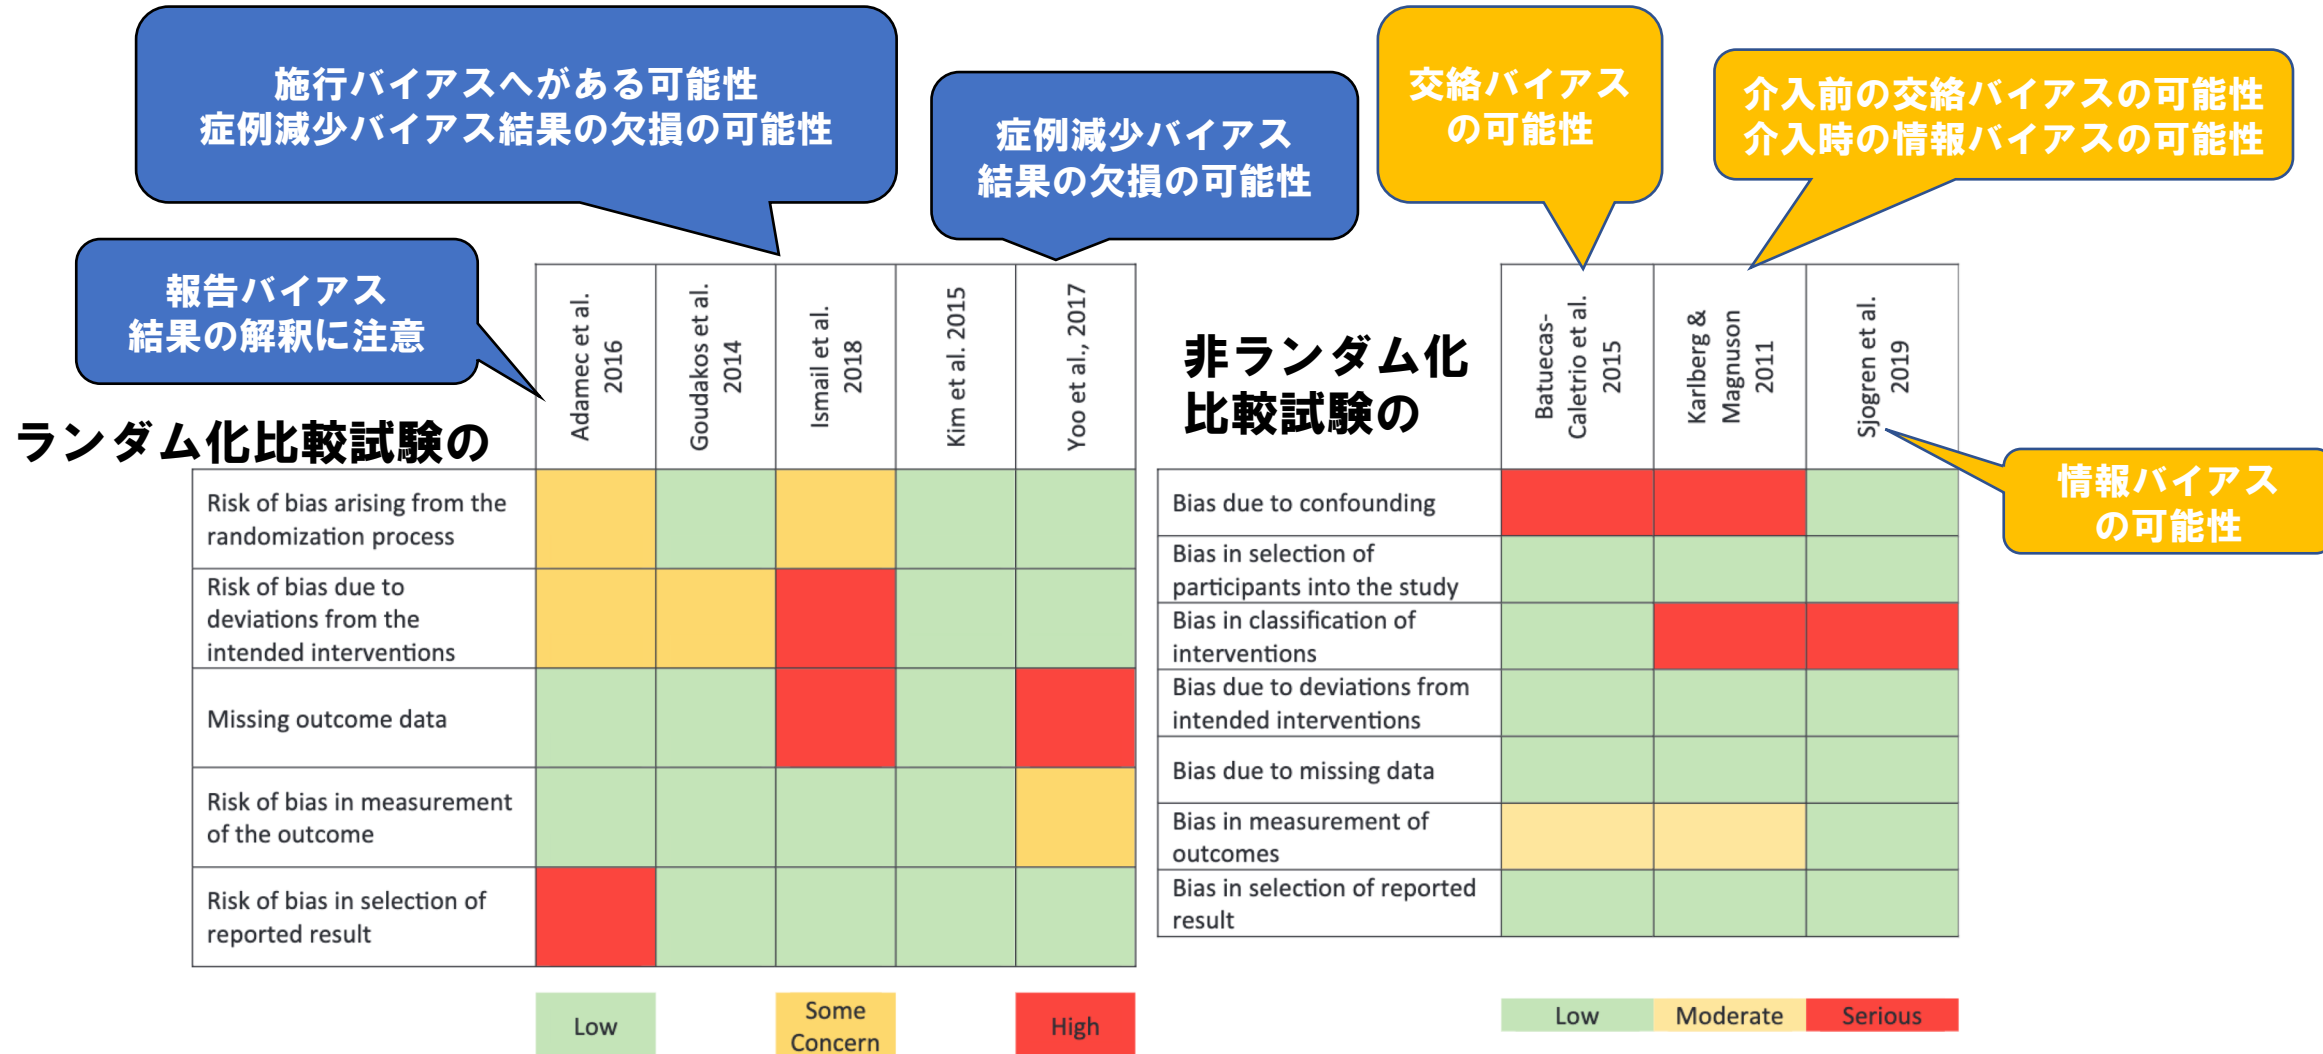 施行バイアスへがある可能性
症例減少バイアス結果の欠損の可能性
症例減少バイアス
結果の欠損の可能性
交絡バイアス
の可能性
介入前の交絡バイアスの可能性
介入時の情報バイアスの可能性
報告バイアス
結果の解釈に注意
ランダム化比較試験の
Adamec et al.
2016
Goudakos et al.
2014
Ismail et al.
2018
Kim et al. 2015
Yoo et al., 2017
Risk of bias arising from the
randomization process
Risk of bias due to
deviations from the
intended interventions
Missing outcome data
Risk of bias in measurement
of the outcome
Risk of bias in selection of
reported result
Low
Some
Concern
High
非ランダム化
比較試験の
Batuecas-
Caletrio et al.
2015
Karlberg &
Magnuson
2011
Sjogren et al.
2019
情報バイアス
の可能性
Bias due to confounding
Bias in selection of
participants into the study
Bias in classification of
interventions
Bias due to deviations from
intended interventions
Bias due to missing data
Bias in measurement of
outcomes
Bias in selection of reported
result
Low
Moderate
Serious